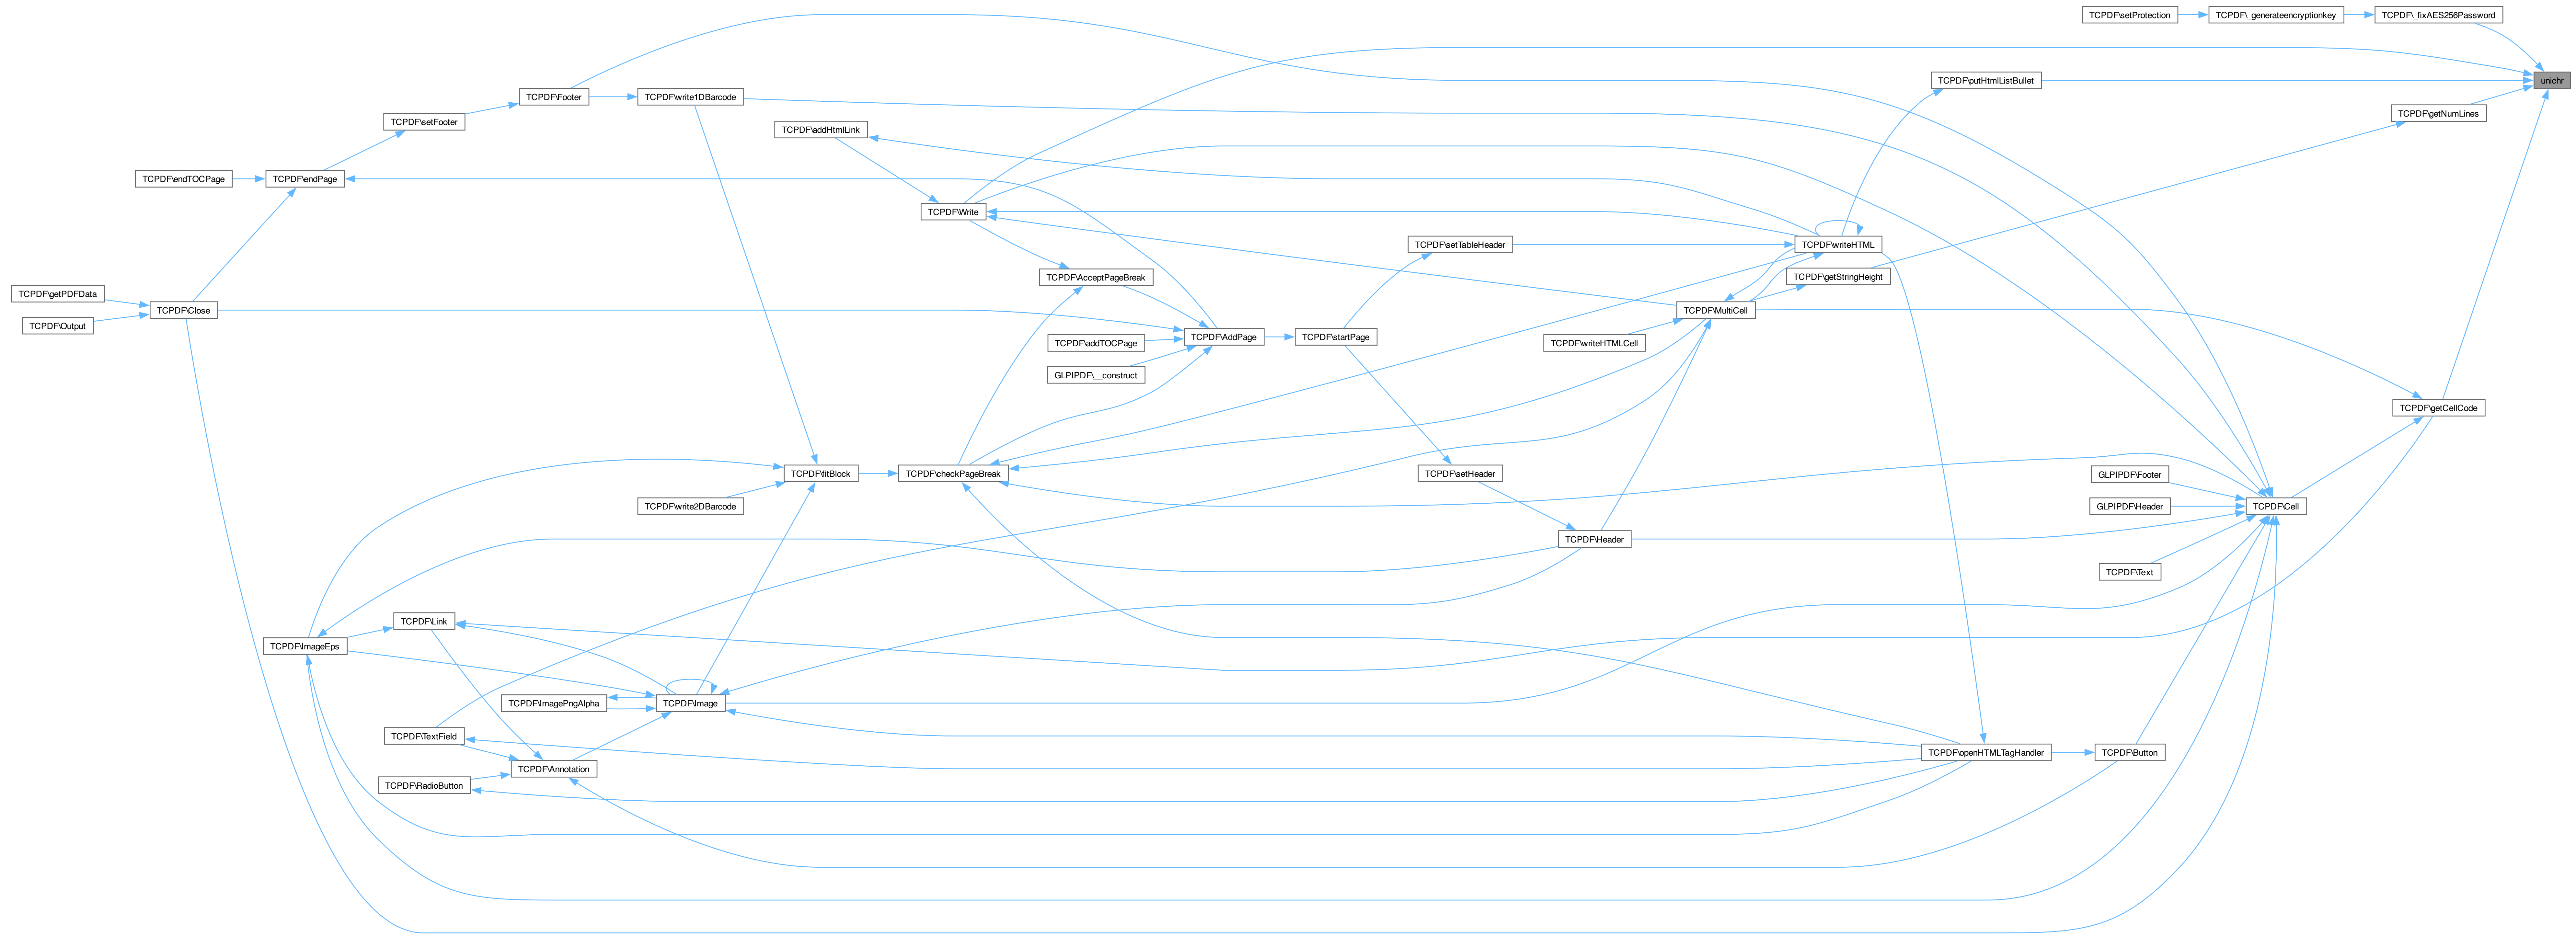 TCPDF\setProtection
TCPDF\_generateencryptionkey
TCPDF\_fixAES256Password
unichr
TCPDF\putHtmlListBullet
TCPDF\Footer
TCPDF\write1DBarcode
TCPDF\getNumLines
TCPDF\setFooter
TCPDF\addHtmlLink
TCPDF\endTOCPage
TCPDF\endPage
TCPDF\Write
TCPDF\setTableHeader
TCPDF\writeHTML
TCPDF\AcceptPageBreak
TCPDF\getStringHeight
TCPDF\getPDFData
TCPDF\Close
TCPDF\MultiCell
TCPDF\Output
TCPDF\AddPage
TCPDF\startPage
TCPDF\addTOCPage
TCPDF\writeHTMLCell
GLPIPDF\__construct
TCPDF\getCellCode
TCPDF\fitBlock
TCPDF\checkPageBreak
TCPDF\setHeader
GLPIPDF\Footer
TCPDF\write2DBarcode
GLPIPDF\Header
TCPDF\Cell
TCPDF\Header
TCPDF\Text
TCPDF\Link
TCPDF\ImageEps
TCPDF\ImagePngAlpha
TCPDF\Image
TCPDF\TextField
TCPDF\openHTMLTagHandler
TCPDF\Button
TCPDF\Annotation
TCPDF\RadioButton